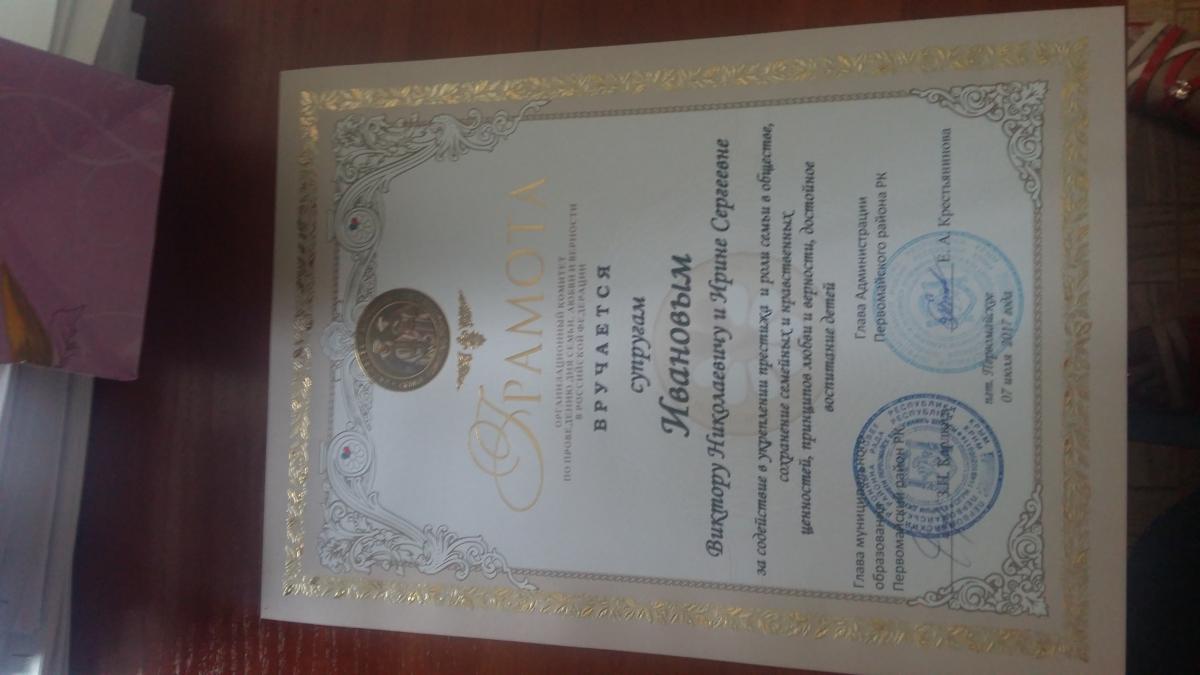 ГРАМОТА
ОРГАНИЗАЦИОННЫЙ КОМИТЕТ
ПО ПРОВЕДЕНИЮ ДНЯ СЕМЬИ, ЛЮБВИ И ВЕРНОСТИ
В РОССИЙСКОЙ ФЕДЕРАЦИИ
ВРУЧАЕТСЯ
супругам
Ивановым
Виктору Николаевичу и Ирине Сергеевне
за содействие в укреплении престижа и роли семьи в обществе,
сохранение семейных и нравственных
ценностей, принципов любви и верности, достойное
воспитание детей
Глава муниципального
образования
Первомайский район РК
З.И.
Глава Администрации
Первомайского района РК
Е. А. Крестьянинова
пгт. Первомайское
07 июля 2017 года